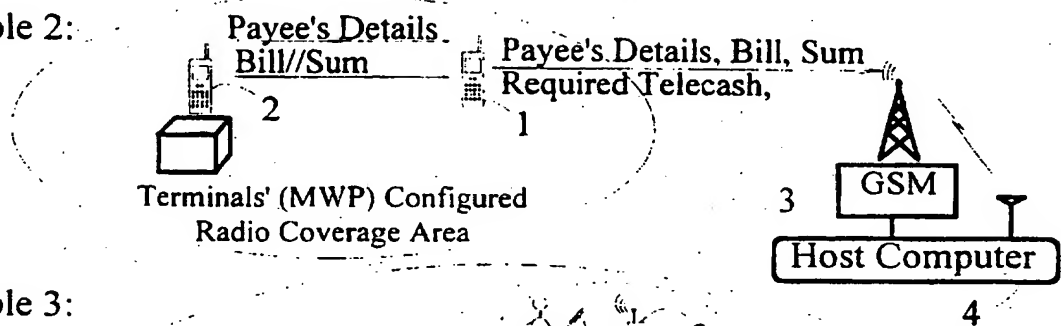 ple 2:
Payee's Details
Bill//Sum
Payee's Details, Bill, Sum
Required Telecash,
2
1
Terminals' (MWP) Configured
Radio Coverage Area
3
GSM
Host Computer
4
ple 3: